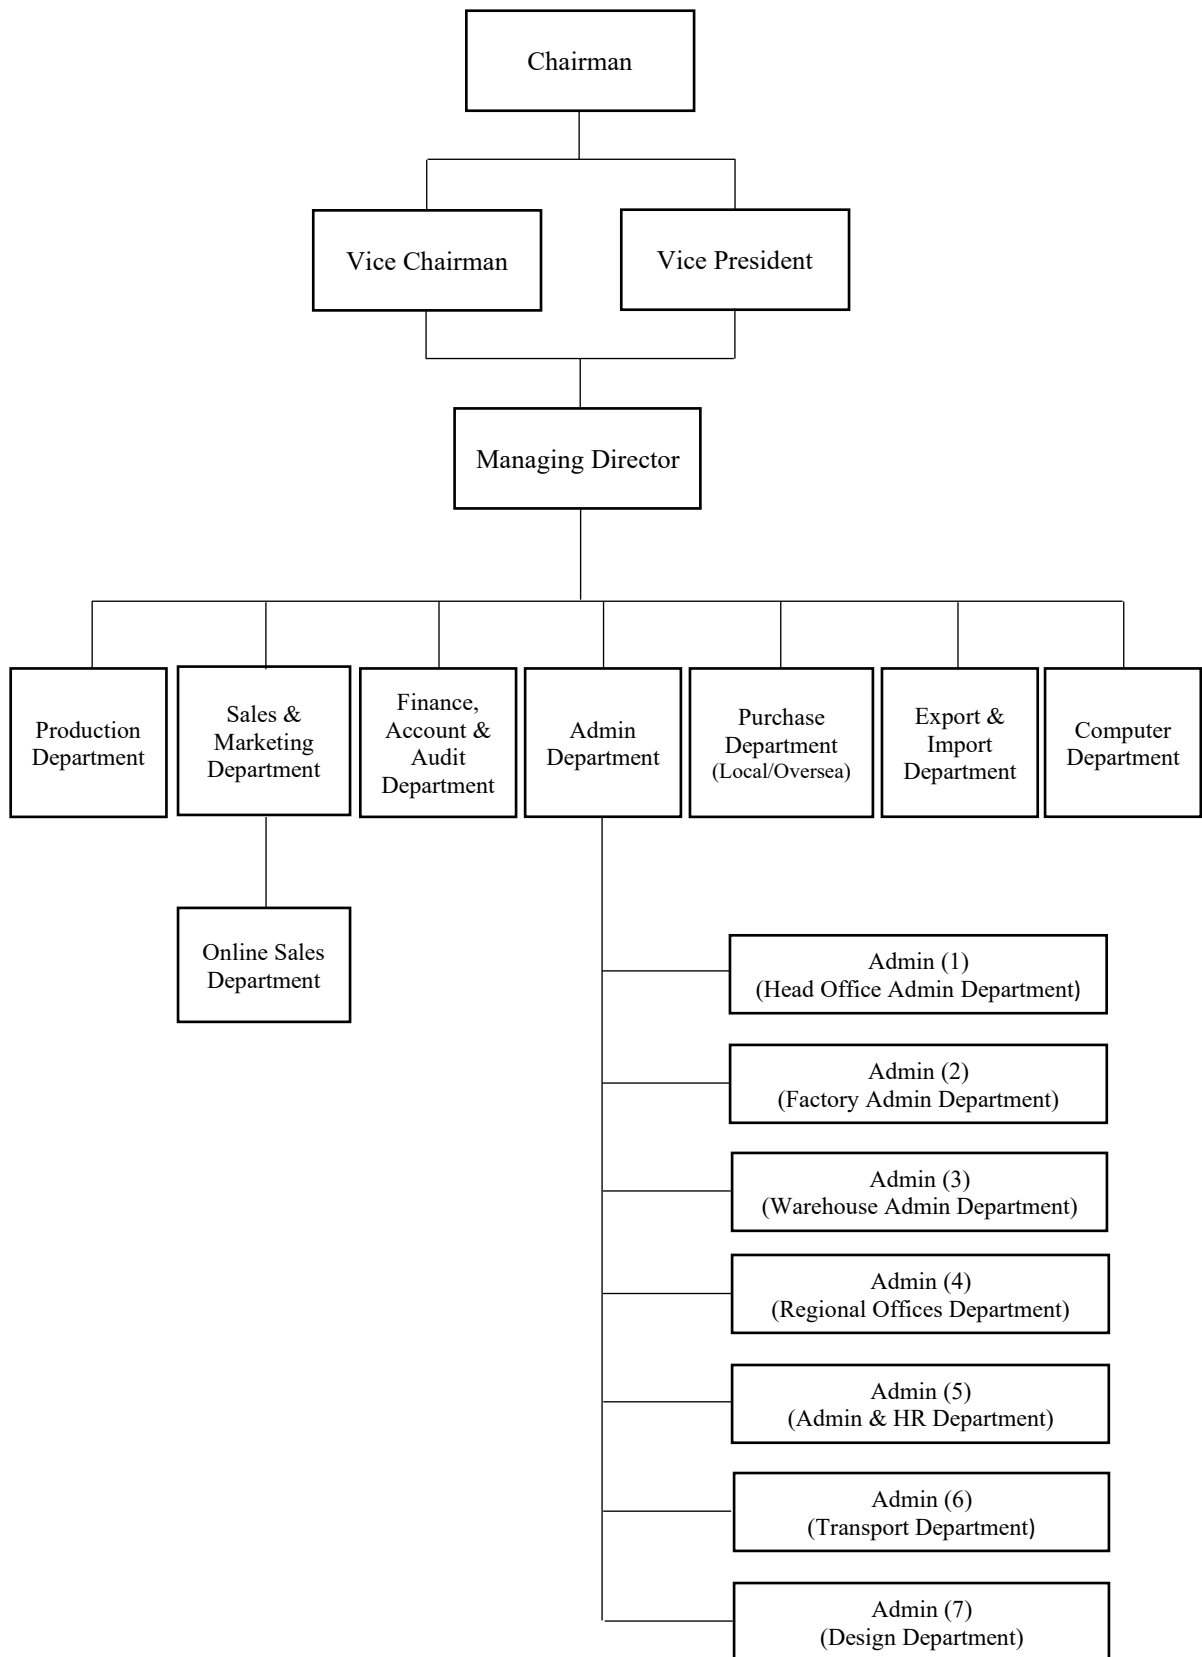 Chairman
Vice Chairman
Vice President
Managing Director
Production
Department
Sales &
Marketing
Department
Finance,
Account &
Audit
Department
Admin
Department
Purchase
Department
(Local/Oversea)
Export &
Import
Department
Computer
Department
Online Sales
Department
Admin (1)
(Head Office Admin Department)
Admin (2)
(Factory Admin Department)
Admin (3)
(Warehouse Admin Department)
Admin (4)
(Regional Offices Department)
Admin (5)
(Admin & HR Department)
Admin (6)
(Transport Department)
Admin (7)
(Design Department)